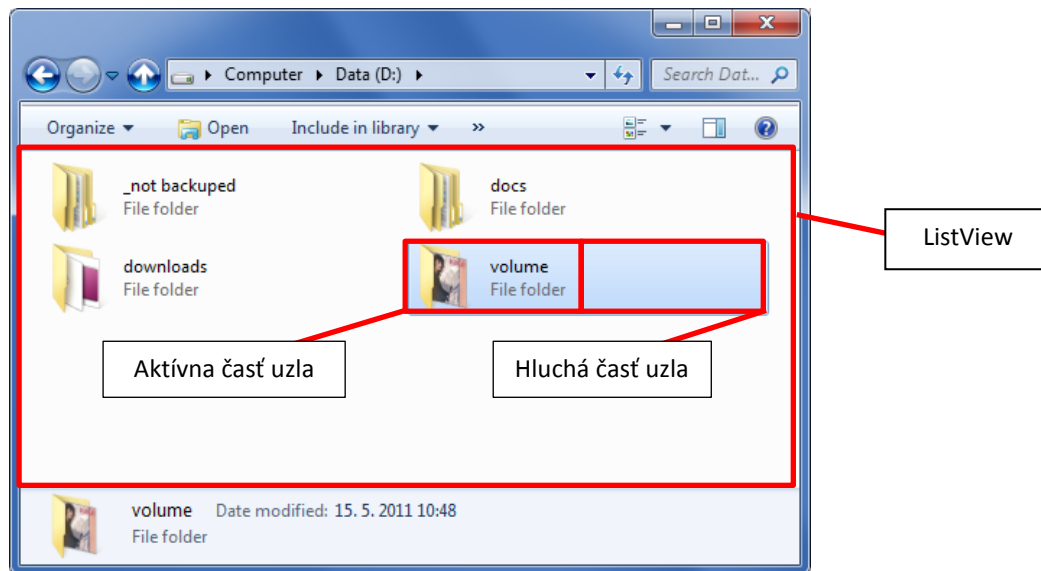 Computer Data (D:) Search Dat...
Organize Open Include in library »
_not backuped docs
File folder File folder
ListView
downloads volume
File folder File folder
Aktívna časť uzla Hluchá časť uzla
volume Date modified: 15. 5. 2011 10:48
File folder